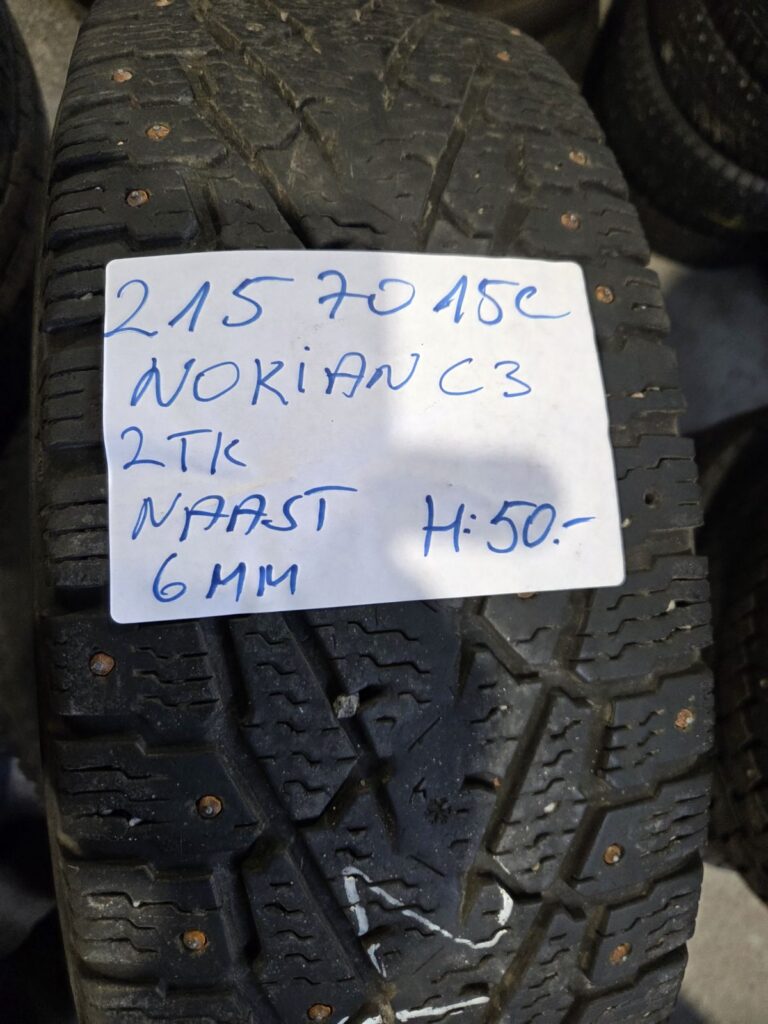 215 70 15C
NOKiAN C3
2TK
NAAST H: 50.-
6MM